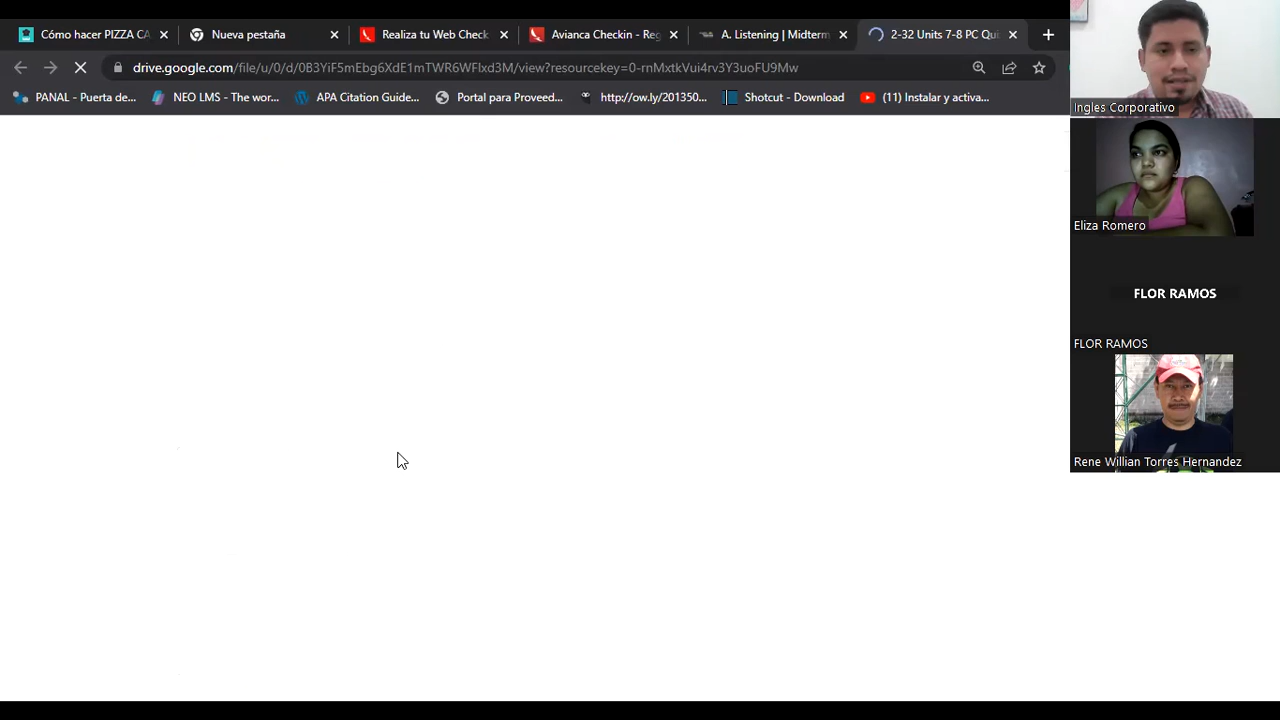 Cómo hacer PIZZA CA
Nueva pestaña
Realiza tu Web Check
Avianca Checkin - Reg
A. Listening | Midterm
2-32 Units 7-8 PC Qui
drive.google.com/file/u/0/d/0B3YiF5mEbg6XdE1mTWR6WHxd3M/view?resourcekey=0-rnMxtkVui4rv3Y3uoFU9Mw
PANAL - Puerta de...
NEO LMS - The wor...
APA Citation Guide...
Portal para Proveed...
http://ow.ly/201350...
Shotcut - Download
(11) Instalar y activa...
Ingles Corporativo
Eliza Romero
FLOR RAMOS
FLOR RAMOS
Rene Willian Torres Hernandez